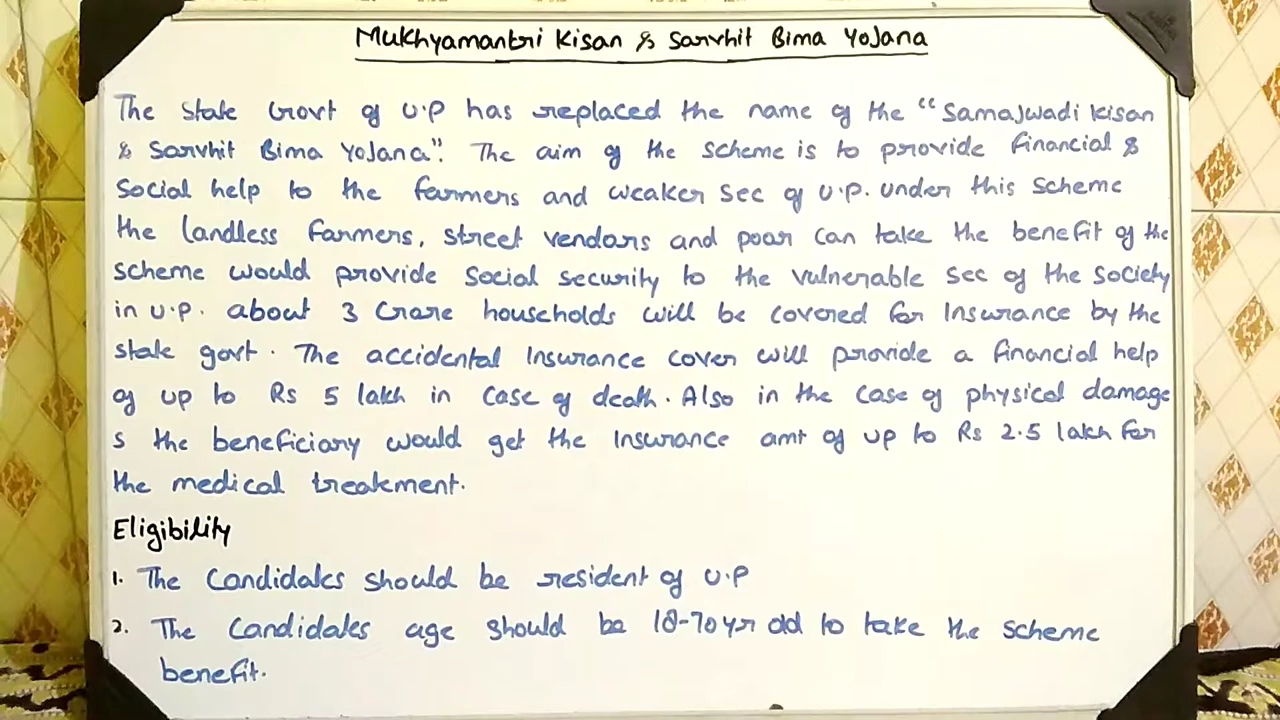 Mukhyamantri Kisan & Sarvhit Bima Yojana
The state Govt of U.P has replaced the name of the "Samajwadi Kisan
& Sarvhit Bima Yojana". The aim of the scheme is to provide financial &
social help to the farmers and weaker sec of U.P. under this scheme
the landless farmers, street vendors and poor can take the benefit of the
scheme would provide social security to the vulnerable sec of the society
in U.P. about 3 Crore households will be covered for Insurance by the
state govt. The accidental Insurance cover will provide a financial help
of up to Rs 5 lakh in case of death. Also in the case of physical damage
s the beneficiary would get the Insurance amt of up to Rs 2.5 lakh for
the medical treatment.
Eligibility
1. The Candidates should be resident of U.P
2. The Candidates age should be 18-70 yr old to take the scheme
benefit.